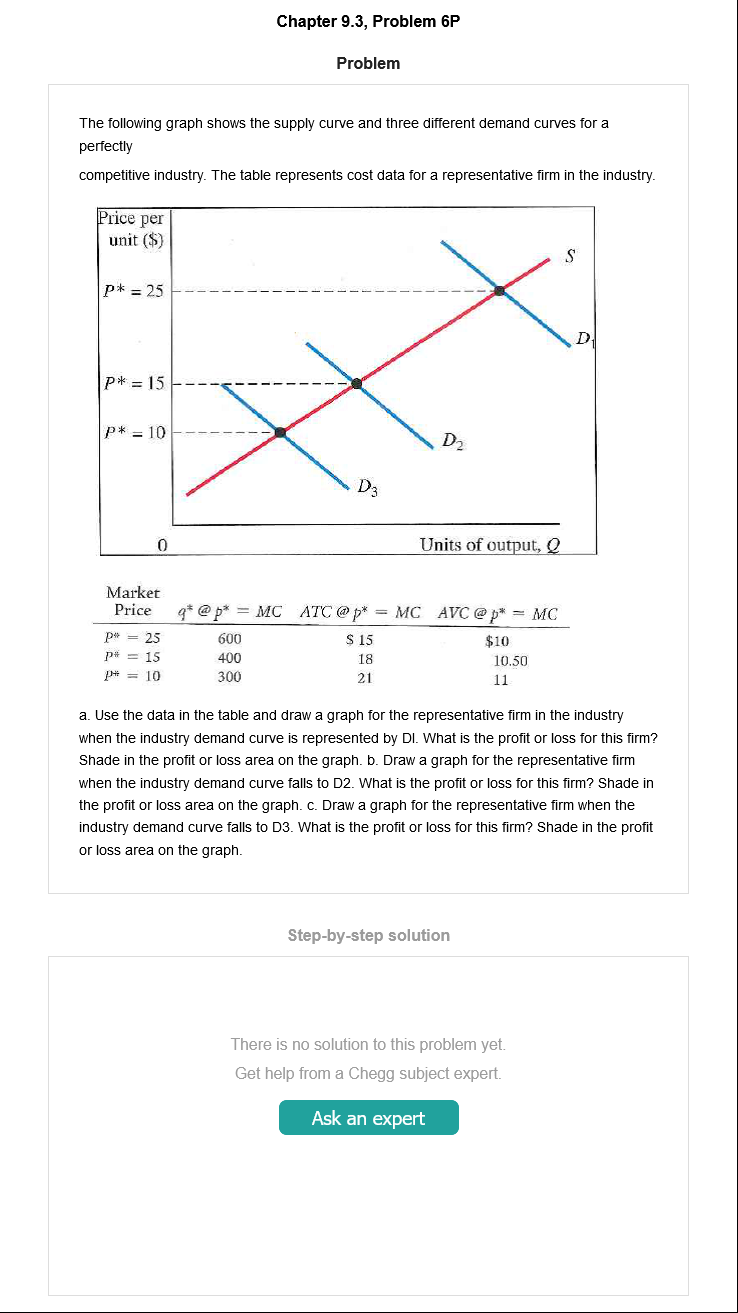 Chapter 9.3, Problem 6P
Problem
The following graph shows the supply curve and three different demand curves for a
perfectly
competitive industry. The table represents cost data for a representative firm in the industry.
Price per
unit ($)
P* = 25
P* = 15
P* = 10
S
D1
D2
D3
0
Units of output, Q
Market
Price q* @ p* = MC ATC @ p* = MC AVC @ p* = MC
P* = 25 600 $ 15 $10
P* = 15 400 18 10.50
P* = 10 300 21 11
a. Use the data in the table and draw a graph for the representative firm in the industry
when the industry demand curve is represented by DI. What is the profit or loss for this firm?
Shade in the profit or loss area on the graph. b. Draw a graph for the representative firm
when the industry demand curve falls to D2. What is the profit or loss for this firm? Shade in
the profit or loss area on the graph. c. Draw a graph for the representative firm when the
industry demand curve falls to D3. What is the profit or loss for this firm? Shade in the profit
or loss area on the graph.
Step-by-step solution
There is no solution to this problem yet.
Get help from a Chegg subject expert.
Ask an expert